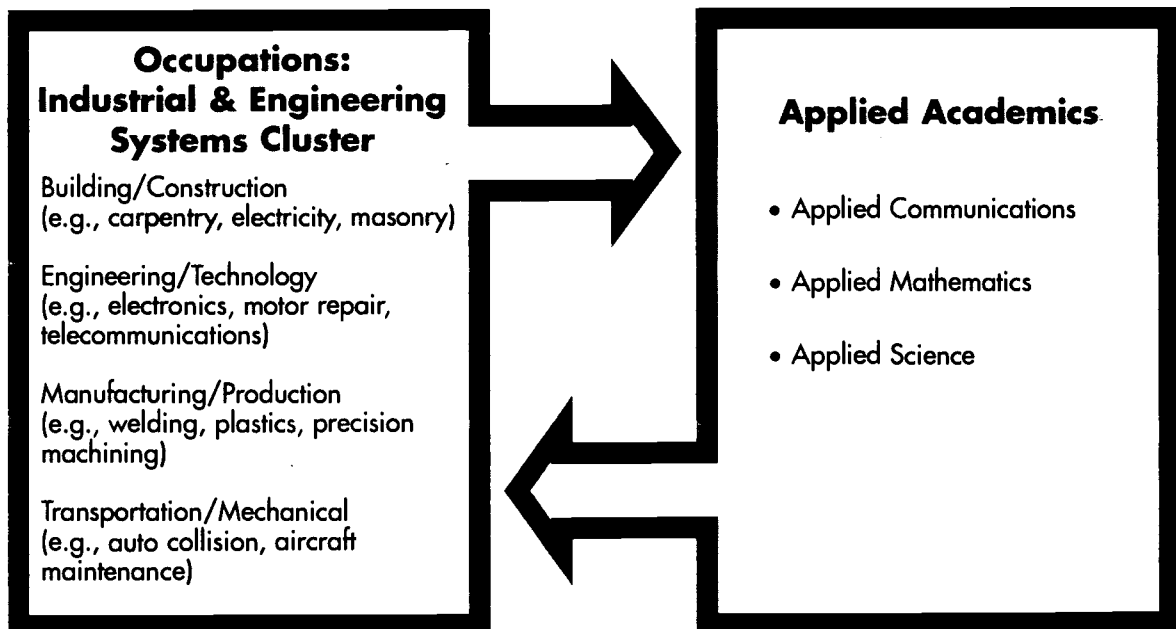 Occupations:
Industrial & Engineering
Systems Cluster
Building/Construction
(e.g., carpentry, electricity, masonry)
Engineering/Technology
(e.g., electronics, motor repair,
telecommunications)
Manufacturing/Production
(e.g., welding, plastics, precision
machining)
Transportation/Mechanical
(e.g., auto collision, aircraft
maintenance)
Applied Academics
• Applied Communications
• Applied Mathematics
• Applied Science